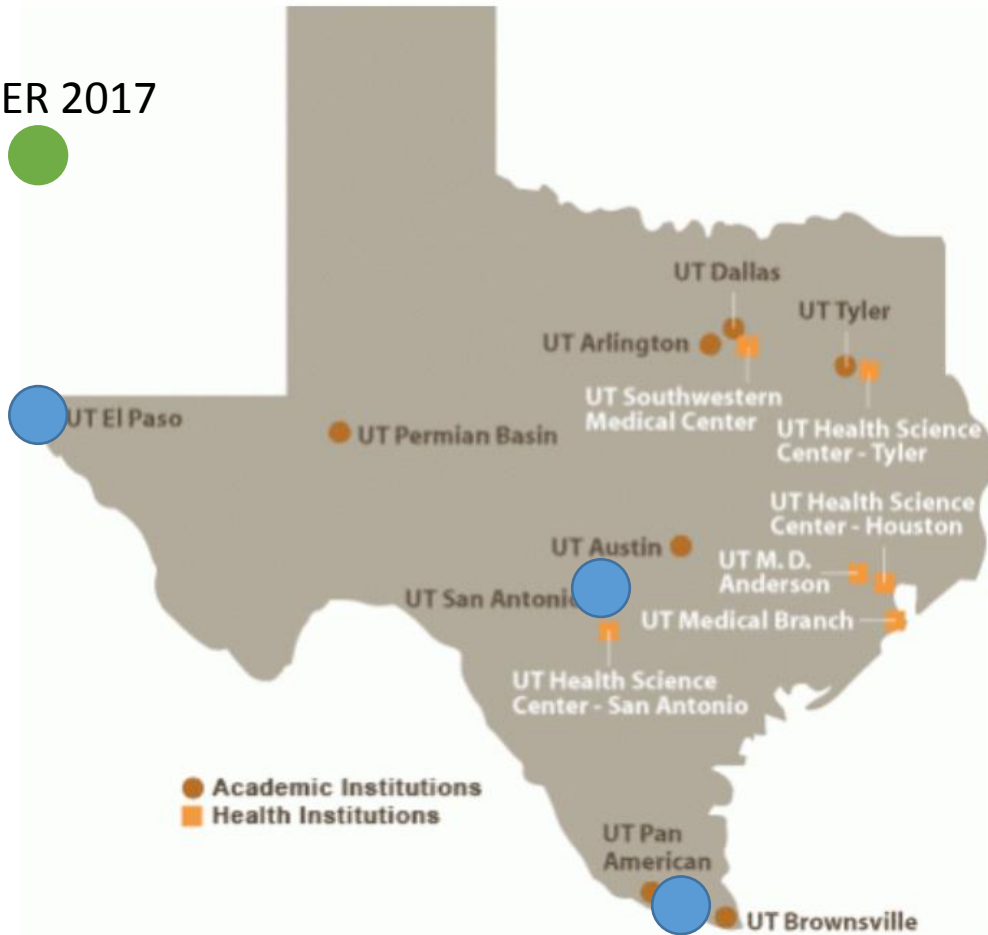 ER 2017
UT Dallas
UT Tyler
UT Arlington
UT Southwestern
Medical Center
UT Health Science
Center - Tyler
UT El Paso
UT Permian Basin
UT Health Science
Center - Houston
UT Austin
UT M. D.
Anderson
UT San Antonio
UT Medical Branch
UT Health Science
Center - San Antonio
Academic Institutions
Health Institutions
UT Pan
American
UT Brownsville